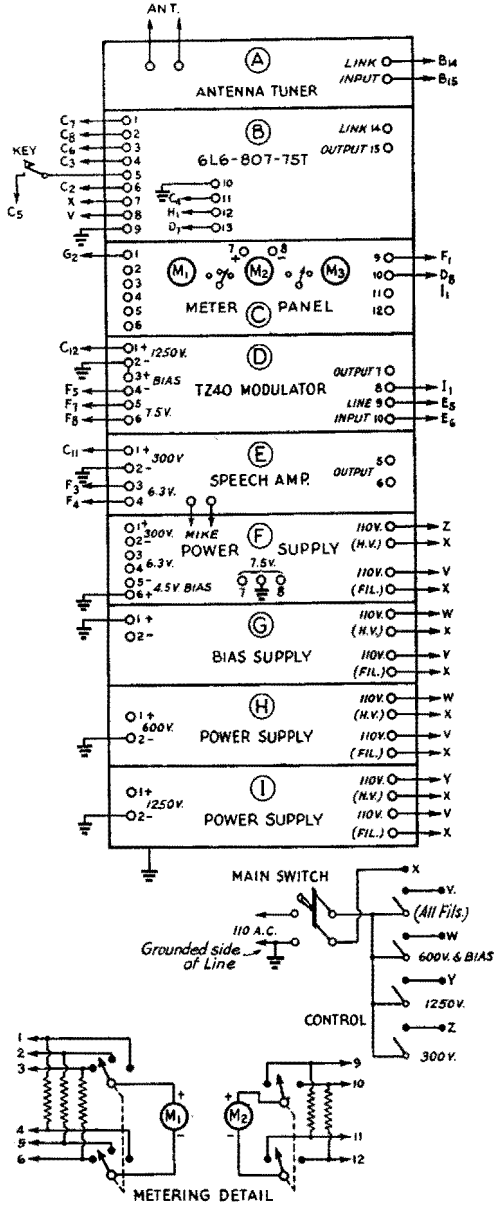 ANT.
A
LINK B14
INPUT B15
ANTENNA TUNER
C7 1
C8 2
C6 3
C3 4
KEY
5
C5
C2 6
X 7
V 8
9
B
6L6-807-75T
LINK 14
OUTPUT 15
10
C4 11
H1 12
D7 13
G2 1
2
3
4
5
6
7 8
+ -
M1 M2 M3
METER PANEL
C
9 F1
10 D8
11 I1
12
C12 1+ 1250V.
2-
3+ BIAS
F5 4-
F7 5 7.5V.
F8 6
D
TZ40 MODULATOR
OUTPUT 7
8 I1
LINE 9 E5
INPUT 10 E6
C11 1+ 300V
2-
F3 3 6.3V.
F4 4
E
SPEECH AMP.
OUTPUT 5
6
MIKE
1+ 300V.
2-
3 6.3V.
4
5- 4.5V. BIAS
6+
F
POWER SUPPLY
7.5V.
7 8
110V. Z
(H.V.) X
110V. V
(FIL.) X
1+
2-
G
BIAS SUPPLY
110V. W
(H.V.) X
110V. V
(FIL.) X
1+
600V.
2-
H
POWER SUPPLY
110V. W
(H.V.) X
110V. V
(FIL.) X
1+
1250V.
2-
I
POWER SUPPLY
110V. Y
(H.V.) X
110V. V
(FIL.) X
MAIN SWITCH
X
V.
(All Fils.)
110 A.C.
W
600V. & BIAS
Grounded side
of Line
Y
1250V.
CONTROL
Z
300V.
1
2
3
4
5
6
+
M1
-
+
M2
-
9
10
11
12
METERING DETAIL